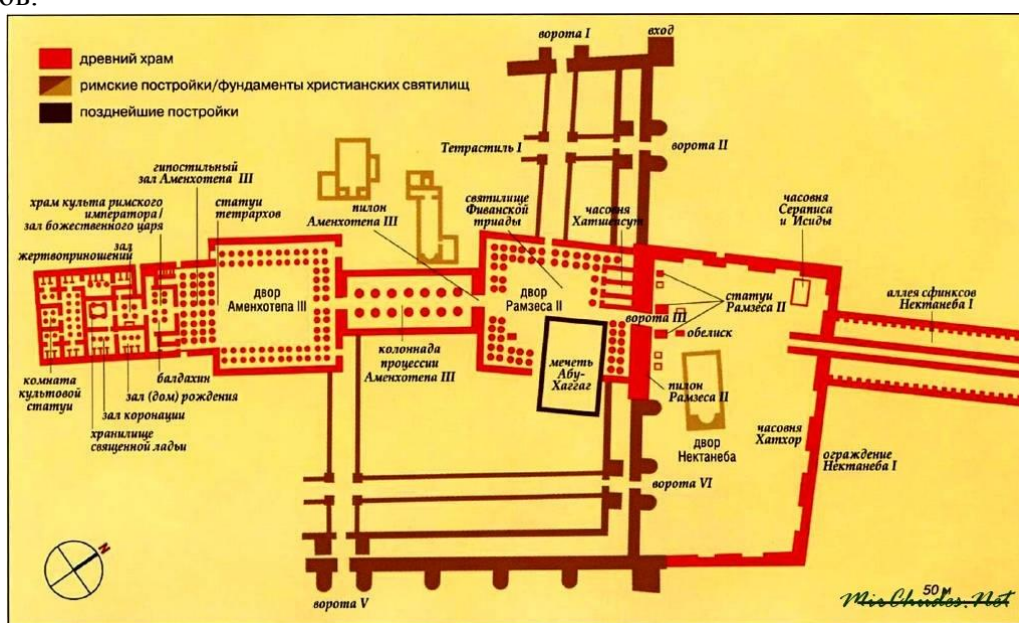 ов.
древний храм
римские постройки/фундаменты христианских святилищ
позднейшие постройки
ворота I
вход
Тетрастиль I
ворота II
гипостильный
зал Аменхотепа III
храм культа римского
императора/
зал божественного царя
зал
жертвоприношений
статуи
тетрархов
пилон
Аменхотепа III
святилище
Фиванской
триады
часовня
Хатшепсут
часовня
Сераписа
и Исиды
двор
Аменхотепа III
двор
Рамзеса II
статуи
Рамзеса II
ворота III
обелиск
аллея сфинксов
Нектанеба I
колоннада
процессии
Аменхотепа III
мечеть
Абу-
Хаггаг
пилон
Рамзеса II
комната
культовой
статуи
балдахин
зал (дом) рождения
зал коронации
хранилище
священной ладьи
двор
Нектанеба
часовня
Хатхор
ограждение
Нектанеба I
ворота VI
N
ворота V
50 м
MirChudes.Net